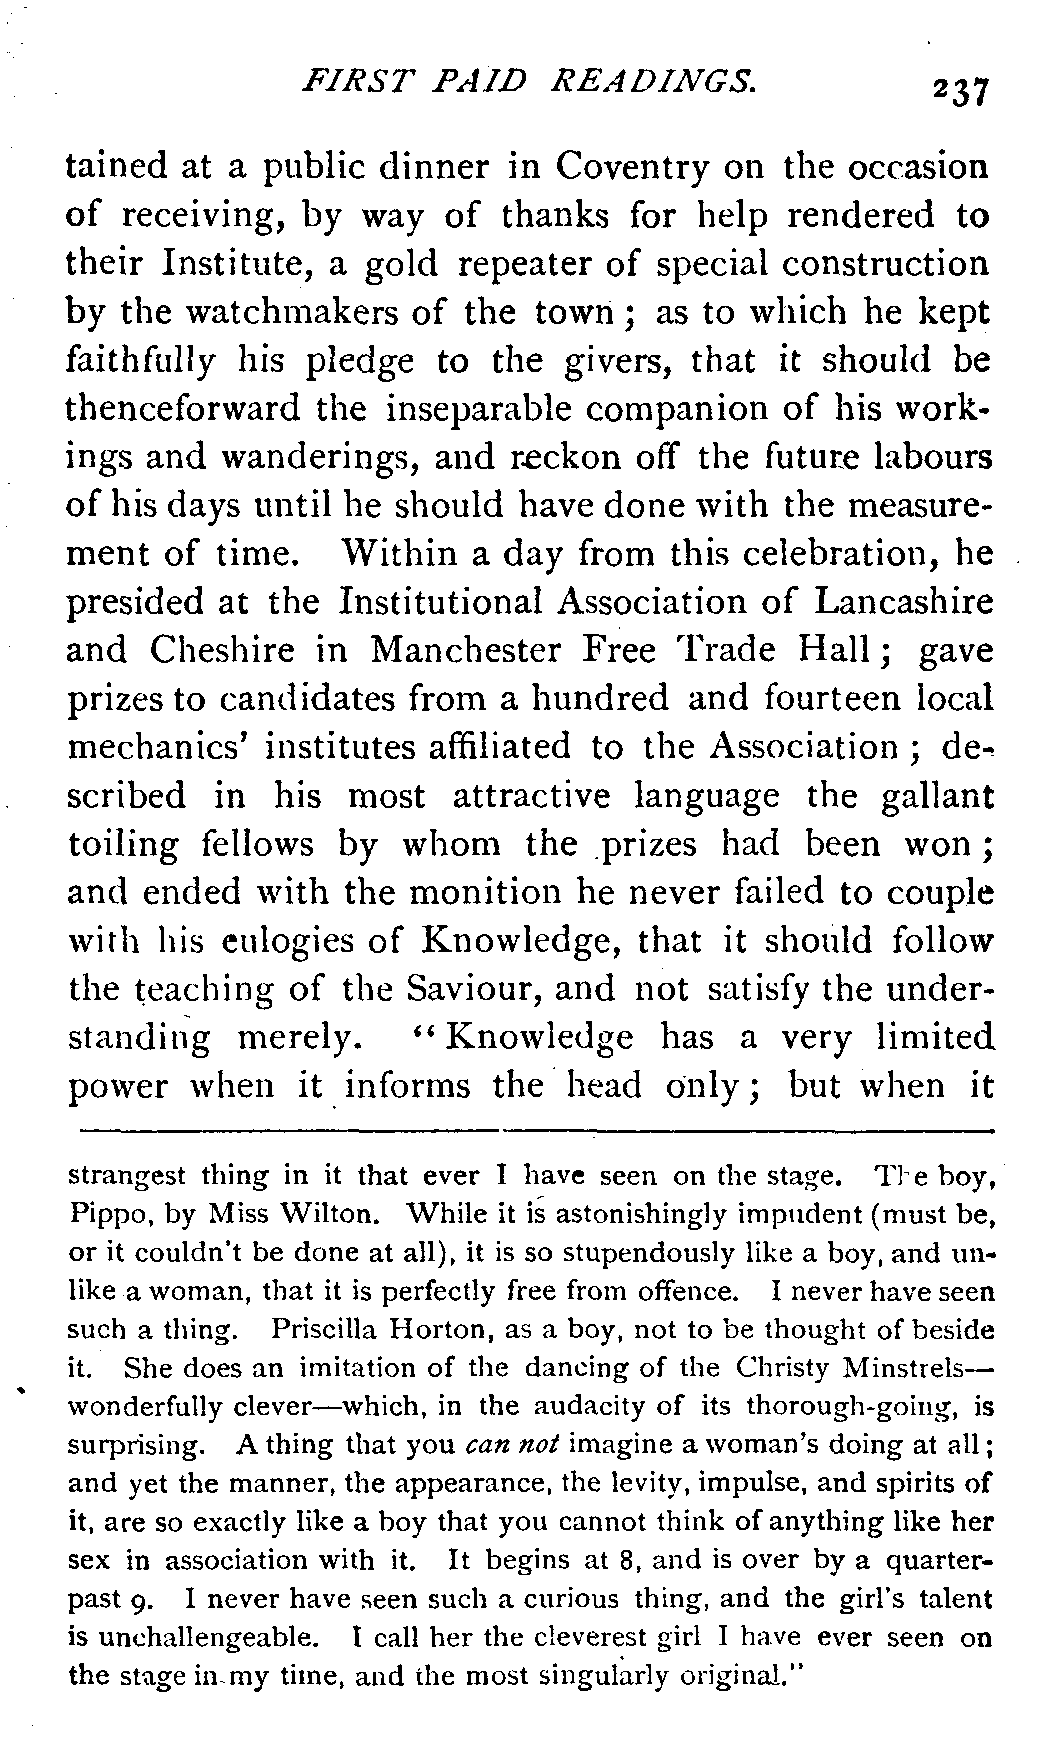 FIRST PAID READINGS. 237
tained at a public dinner in Coventry on the occasion
of receiving, by way of thanks for help rendered to
their Institute, a gold repeater of special construction
by the watchmakers of the town ; as to which he kept
faithfully his pledge to the givers, that it should be
thenceforward the inseparable companion of his work-
ings and wanderings, and reckon off the future labours
of his days until he should have done with the measure-
ment of time. Within a day from this celebration, he
presided at the Institutional Association of Lancashire
and Cheshire in Manchester Free Trade Hall ; gave
prizes to candidates from a hundred and fourteen local
mechanics' institutes affiliated to the Association ; de-
scribed in his most attractive language the gallant
toiling fellows by whom the prizes had been won ;
and ended with the monition he never failed to couple
with his eulogies of Knowledge, that it should follow
the teaching of the Saviour, and not satisfy the under-
standing merely. “ Knowledge has a very limited
power when it informs the head only ; but when it
strangest thing in it that ever I have seen on the stage. The boy,
Pippo, by Miss Wilton. While it is astonishingly impudent (must be,
or it couldn't be done at all), it is so stupendously like a boy, and un-
like a woman, that it is perfectly free from offence. I never have seen
such a thing. Priscilla Horton, as a boy, not to be thought of beside
it. She does an imitation of the dancing of the Christy Minstrels—
wonderfully clever—which, in the audacity of its thorough-going, is
surprising. A thing that you can not imagine a woman's doing at all ;
and yet the manner, the appearance, the levity, impulse, and spirits of
it, are so exactly like a boy that you cannot think of anything like her
sex in association with it. It begins at 8, and is over by a quarter-
past 9. I never have seen such a curious thing, and the girl's talent
is unchallengeable. I call her the cleverest girl I have ever seen on
the stage in my time, and the most singularly original.”